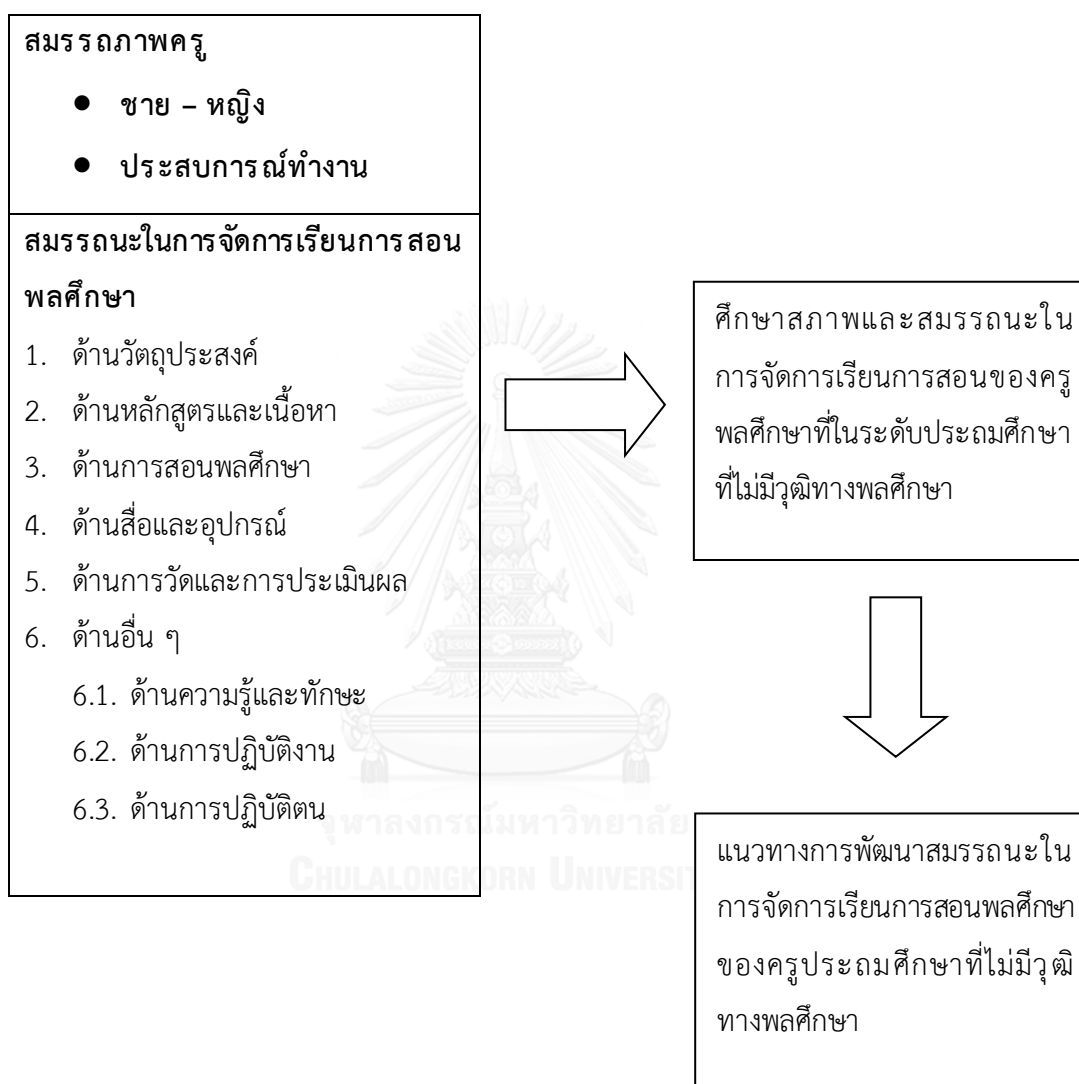 สมรรถภาพครู
● ชาย – หญิง
● ประสบการณ์ทำงาน
สมรรถนะในการจัดการเรียนการสอน
พลศึกษา
1. ด้านวัตถุประสงค์
2. ด้านหลักสูตรและเนื้อหา
3. ด้านการสอนพลศึกษา
4. ด้านสื่อและอุปกรณ์
5. ด้านการวัดและการประเมินผล
6. ด้านอื่น ๆ
6.1. ด้านความรู้และทักษะ
6.2. ด้านการปฏิบัติงาน
6.3. ด้านการปฏิบัติตน
ศึกษาสภาพและสมรรถนะใน
การจัดการเรียนการสอนของครู
พลศึกษาที่ในระดับประถมศึกษา
ที่ไม่มีวุฒิทางพลศึกษา
แนวทางการพัฒนาสมรรถนะใน
การจัดการเรียนการสอนพลศึกษา
ของครูประถมศึกษาที่ไม่มีวุฒิ
ทางพลศึกษา
จุฬาลงกรณ์มหาวิทยาลัย
CHULALONGKORN UNIVERSIT